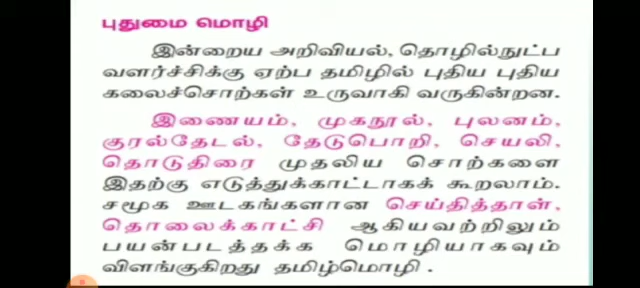 புதுமை மொழி
இன்றைய அறிவியல், தொழில்நுட்ப
வளர்ச்சிக்கு ஏற்ப தமிழில் புதிய புதிய
கலைச்சொற்கள் உருவாகி வருகின்றன.
இணையம், முகநூல், புலனம்,
குரல்தேடல், தேடுபொறி, செயலி,
தொடுதிரை முதலிய சொற்களை
இதற்கு எடுத்துக்காட்டாகக் கூறலாம்.
சமூக ஊடகங்களான செய்தித்தாள்,
தொலைக்காட்சி ஆகியவற்றிலும்
பயன்படத்தக்க மொழியாகவும்
விளங்குகிறது தமிழ்மொழி.